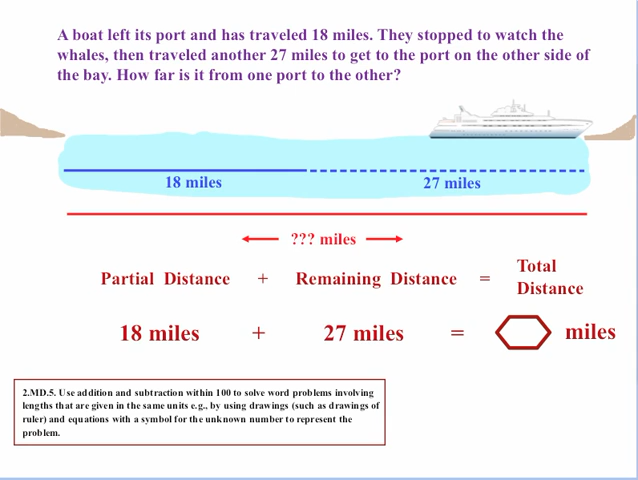 A boat left its port and has traveled 18 miles. They stopped to watch the
whales, then traveled another 27 miles to get to the port on the other side of
the bay. How far is it from one port to the other?
18 miles
27 miles
??? miles
Partial Distance + Remaining Distance = Total
Distance
18 miles + 27 miles = miles
2.MD.5. Use addition and subtraction within 100 to solve word problems involving
lengths that are given in the same units e.g., by using drawings (such as drawings of
ruler) and equations with a symbol for the unknown number to represent the
problem.